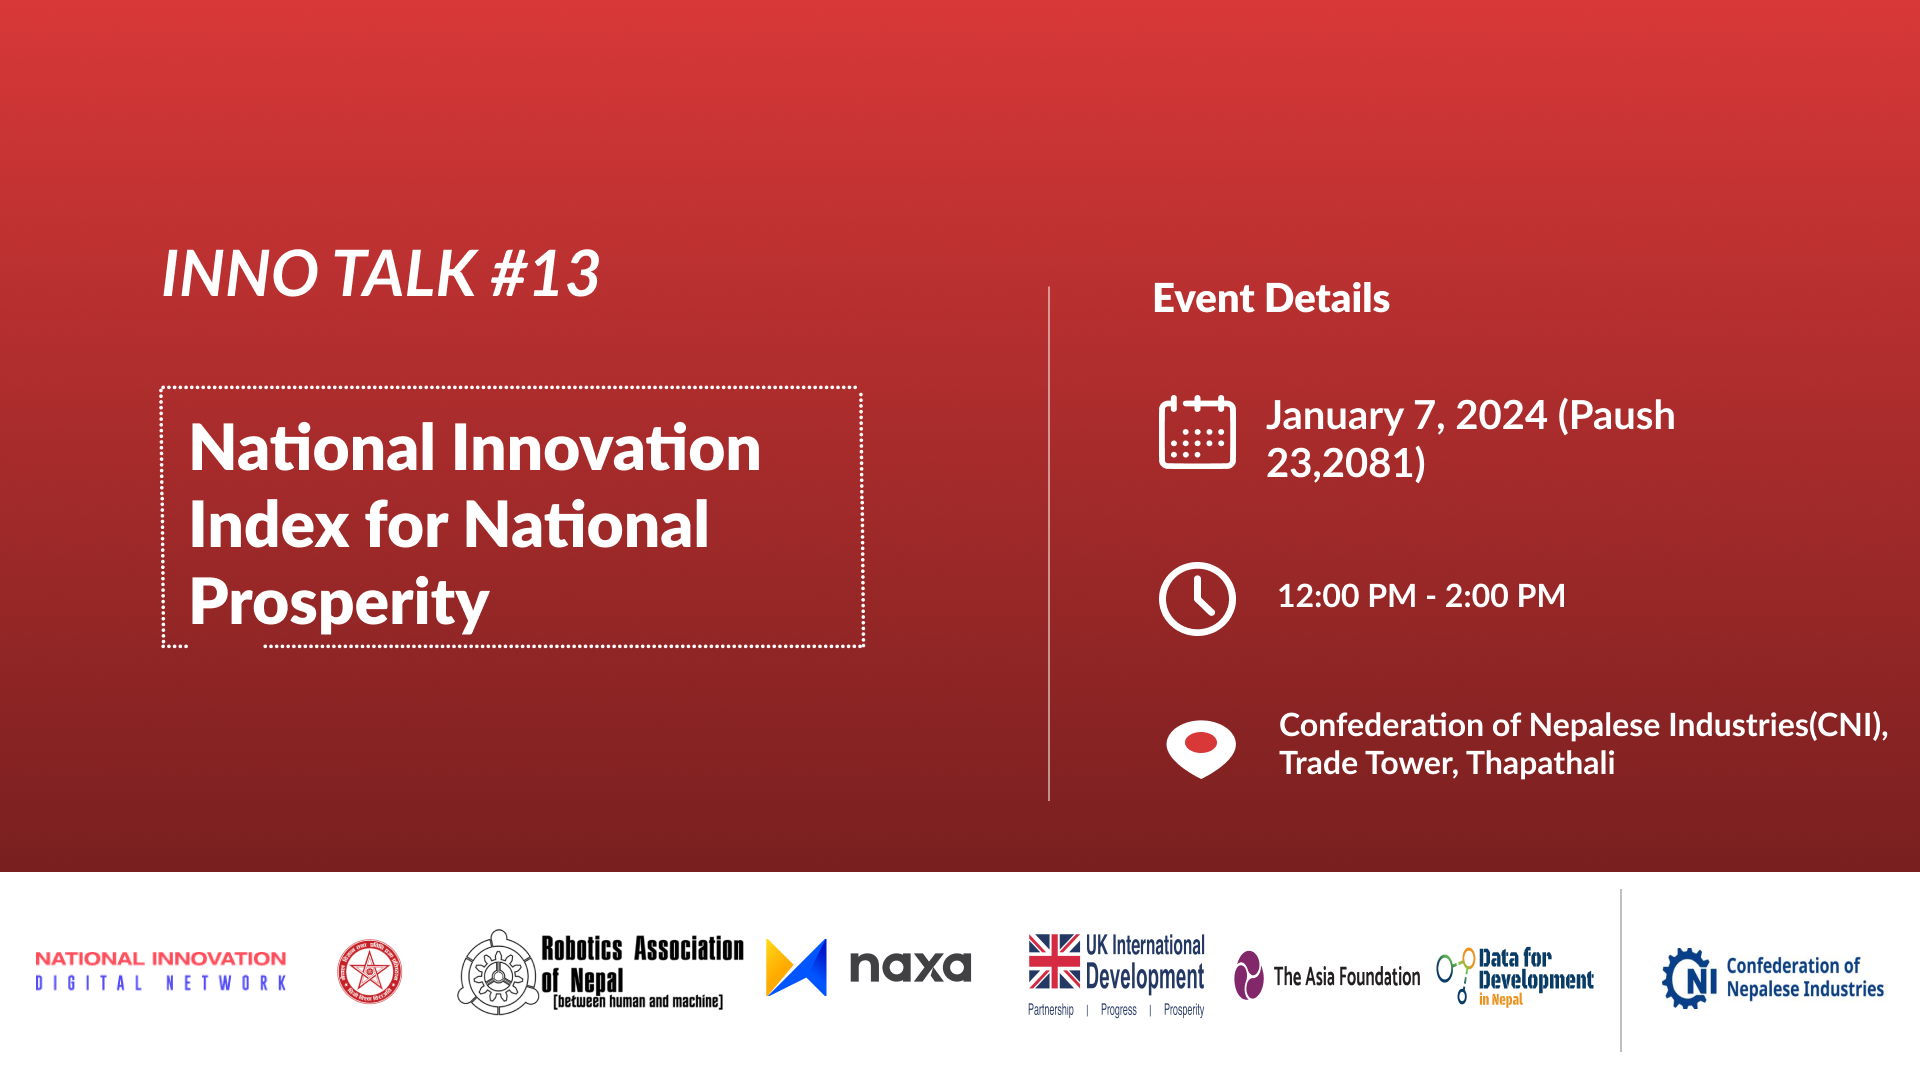 INNO TALK #13
National Innovation
Index for National
Prosperity
Event Details
January 7, 2024 (Paush
23,2081)
12:00 PM - 2:00 PM
Confederation of Nepalese Industries(CNI),
Trade Tower, Thapathali
NATIONAL INNOVATION
DIGITAL NETWORK
Robotics Association
of Nepal
[between human and machine]
naxa
UK International
Development
Partnership | Progress | Prosperity
The Asia Foundation
Data for
Development
in Nepal
CNI
Confederation of
Nepalese Industries